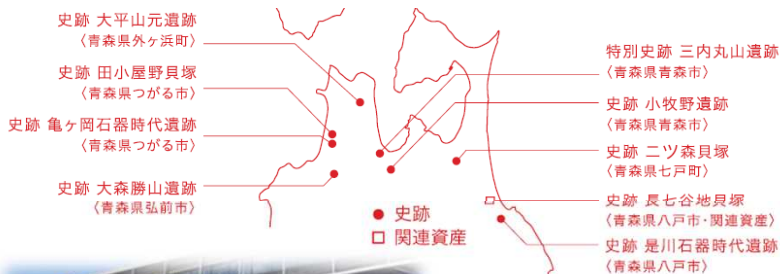 史跡 大平山元遺跡
〈青森県外ヶ浜町〉
史跡 田小屋野貝塚
〈青森県つがる市〉
史跡 亀ヶ岡石器時代遺跡
〈青森県つがる市〉
史跡 大森勝山遺跡
〈青森県弘前市〉
特別史跡 三内丸山遺跡
〈青森県青森市〉
史跡 小牧野遺跡
〈青森県青森市〉
史跡 二ツ森貝塚
〈青森県七戸町〉
史跡 長七谷地貝塚
〈青森県八戸市・関連資産〉
史跡 是川石器時代遺跡
〈青森県八戸市〉
● 史跡
□ 関連資産